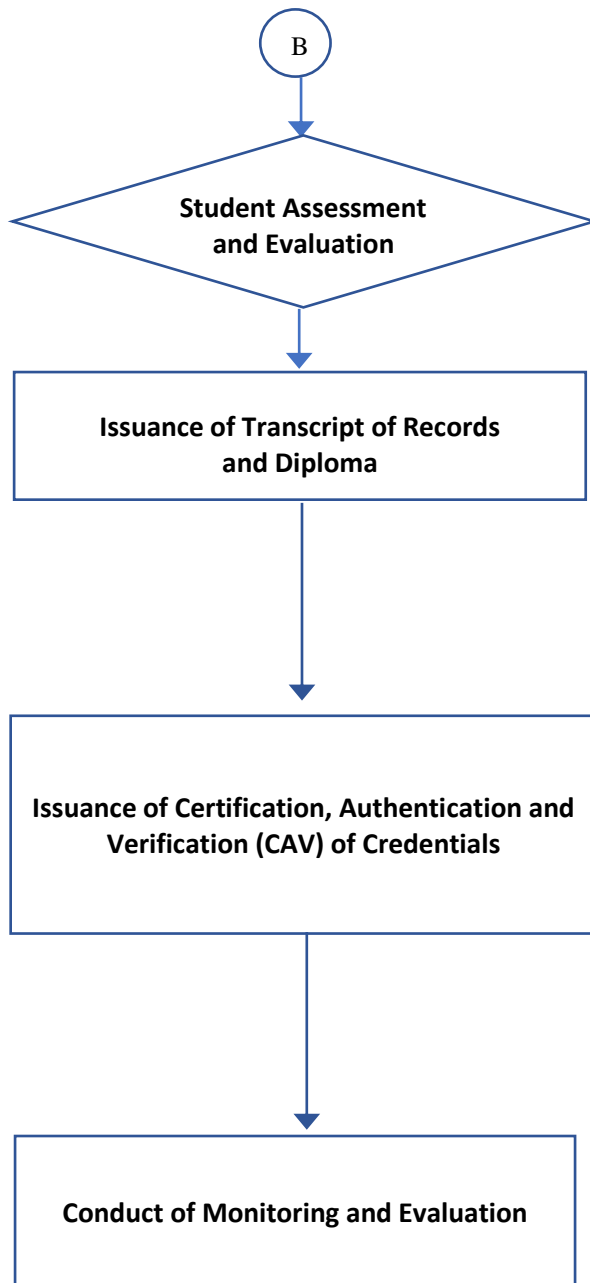 B
Student Assessment
and Evaluation
Issuance of Transcript of Records
and Diploma
Issuance of Certification, Authentication and
Verification (CAV) of Credentials
Conduct of Monitoring and Evaluation